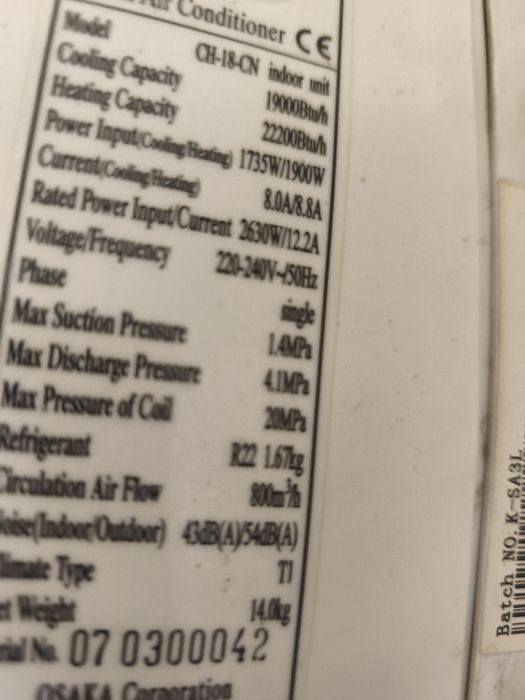 Air Conditioner CE
Model CH-18-CN indoor unit
Cooling Capacity 19000Btu/h
Heating Capacity 22200Btu/h
Power Input(Cooling/Heating) 1735W/1900W
Current(Cooling/Heating) 8.0A/8.8A
Rated Power Input/Current 2630W/12.2A
Voltage/Frequency 220-240V~/50Hz
Phase single
Max Suction Pressure 1.4MPa
Max Discharge Pressure 4.1MPa
Max Pressure of Coil 20MPa
Refrigerant R22 1.67kg
Circulation Air Flow 800m³/h
oise(Indoor/Outdoor) 43dB(A)/54dB(A)
limate Type T1
et Weight 14.0kg
rial No. 07 0300042
OSAKA Corporation
Batch NO. K-SA3L